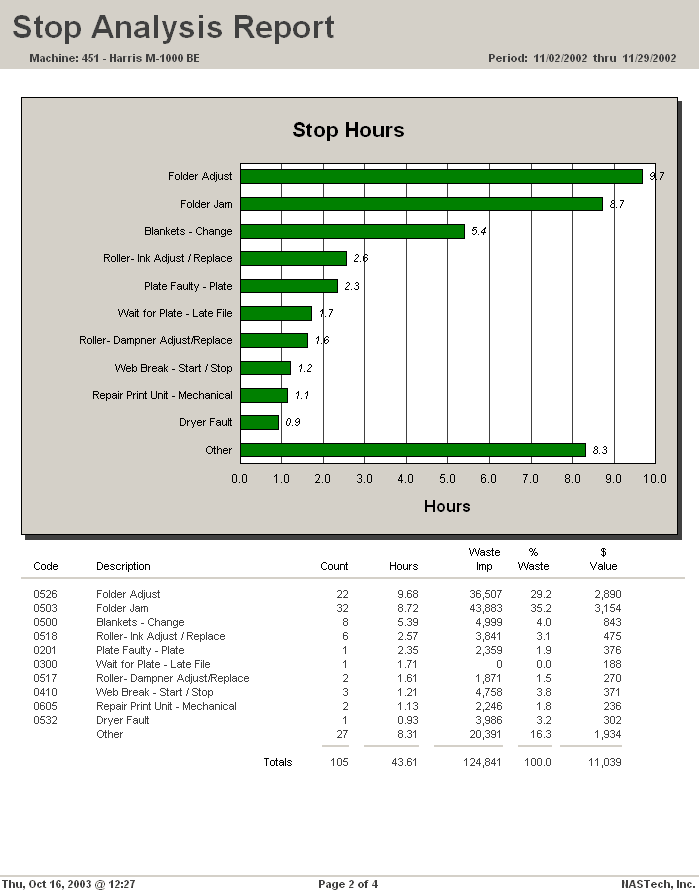 Stop Analysis Report
Machine: 451 - Harris M-1000 BE Period: 11/02/2002 thru 11/29/2002
Stop Hours
Folder Adjust 9.7
Folder Jam 8.7
Blankets - Change 5.4
Roller- Ink Adjust / Replace 2.6
Plate Faulty - Plate 2.3
Wait for Plate - Late File 1.7
Roller- Dampner Adjust/Replace 1.6
Web Break - Start / Stop 1.2
Repair Print Unit - Mechanical 1.1
Dryer Fault 0.9
Other 8.3
0.0 1.0 2.0 3.0 4.0 5.0 6.0 7.0 8.0 9.0 10.0
Hours
Waste % $
Code Description Count Hours Imp Waste Value
0526 Folder Adjust 22 9.68 36,507 29.2 2,890
0503 Folder Jam 32 8.72 43,883 35.2 3,154
0500 Blankets - Change 8 5.39 4,999 4.0 843
0518 Roller- Ink Adjust / Replace 6 2.57 3,841 3.1 475
0201 Plate Faulty - Plate 1 2.35 2,359 1.9 376
0300 Wait for Plate - Late File 1 1.71 0 0.0 188
0517 Roller- Dampner Adjust/Replace 2 1.61 1,871 1.5 270
0410 Web Break - Start / Stop 3 1.21 4,758 3.8 371
0605 Repair Print Unit - Mechanical 2 1.13 2,246 1.8 236
0532 Dryer Fault 1 0.93 3,986 3.2 302
Other 27 8.31 20,391 16.3 1,934
Totals 105 43.61 124,841 100.0 11,039
Thu, Oct 16, 2003 @ 12:27 Page 2 of 4 NASTech, Inc.